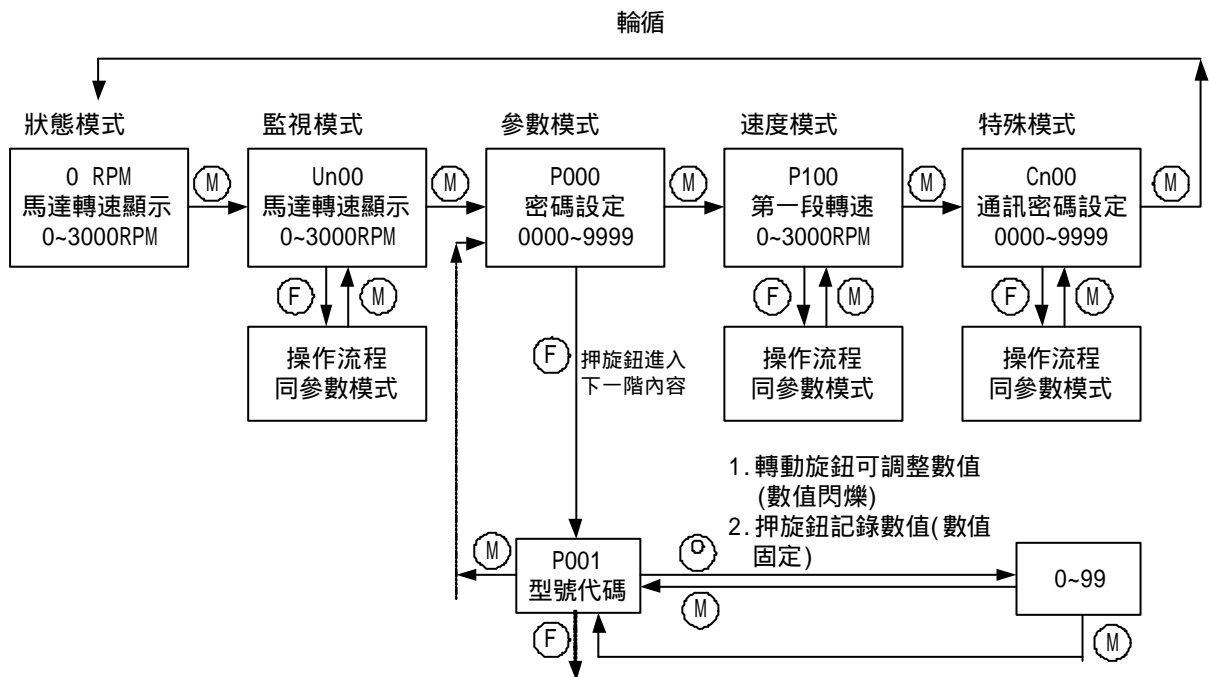 輪循
狀態模式
監視模式
參數模式
速度模式
特殊模式
0 RPM
馬達轉速顯示
0~3000RPM
M
Un00
馬達轉速顯示
0~3000RPM
M
P000
密碼設定
0000~9999
M
P100
第一段轉速
0~3000RPM
M
Cn00
通訊密碼設定
0000~9999
M
F
M
操作流程
同參數模式
F
押旋鈕進入
下一階內容
F
M
操作流程
同參數模式
F
M
操作流程
同參數模式
1.轉動旋鈕可調整數值
(數值閃爍)
2.押旋鈕記錄數值(數值
固定)
M
P001
型號代碼
M
0~99
F
M